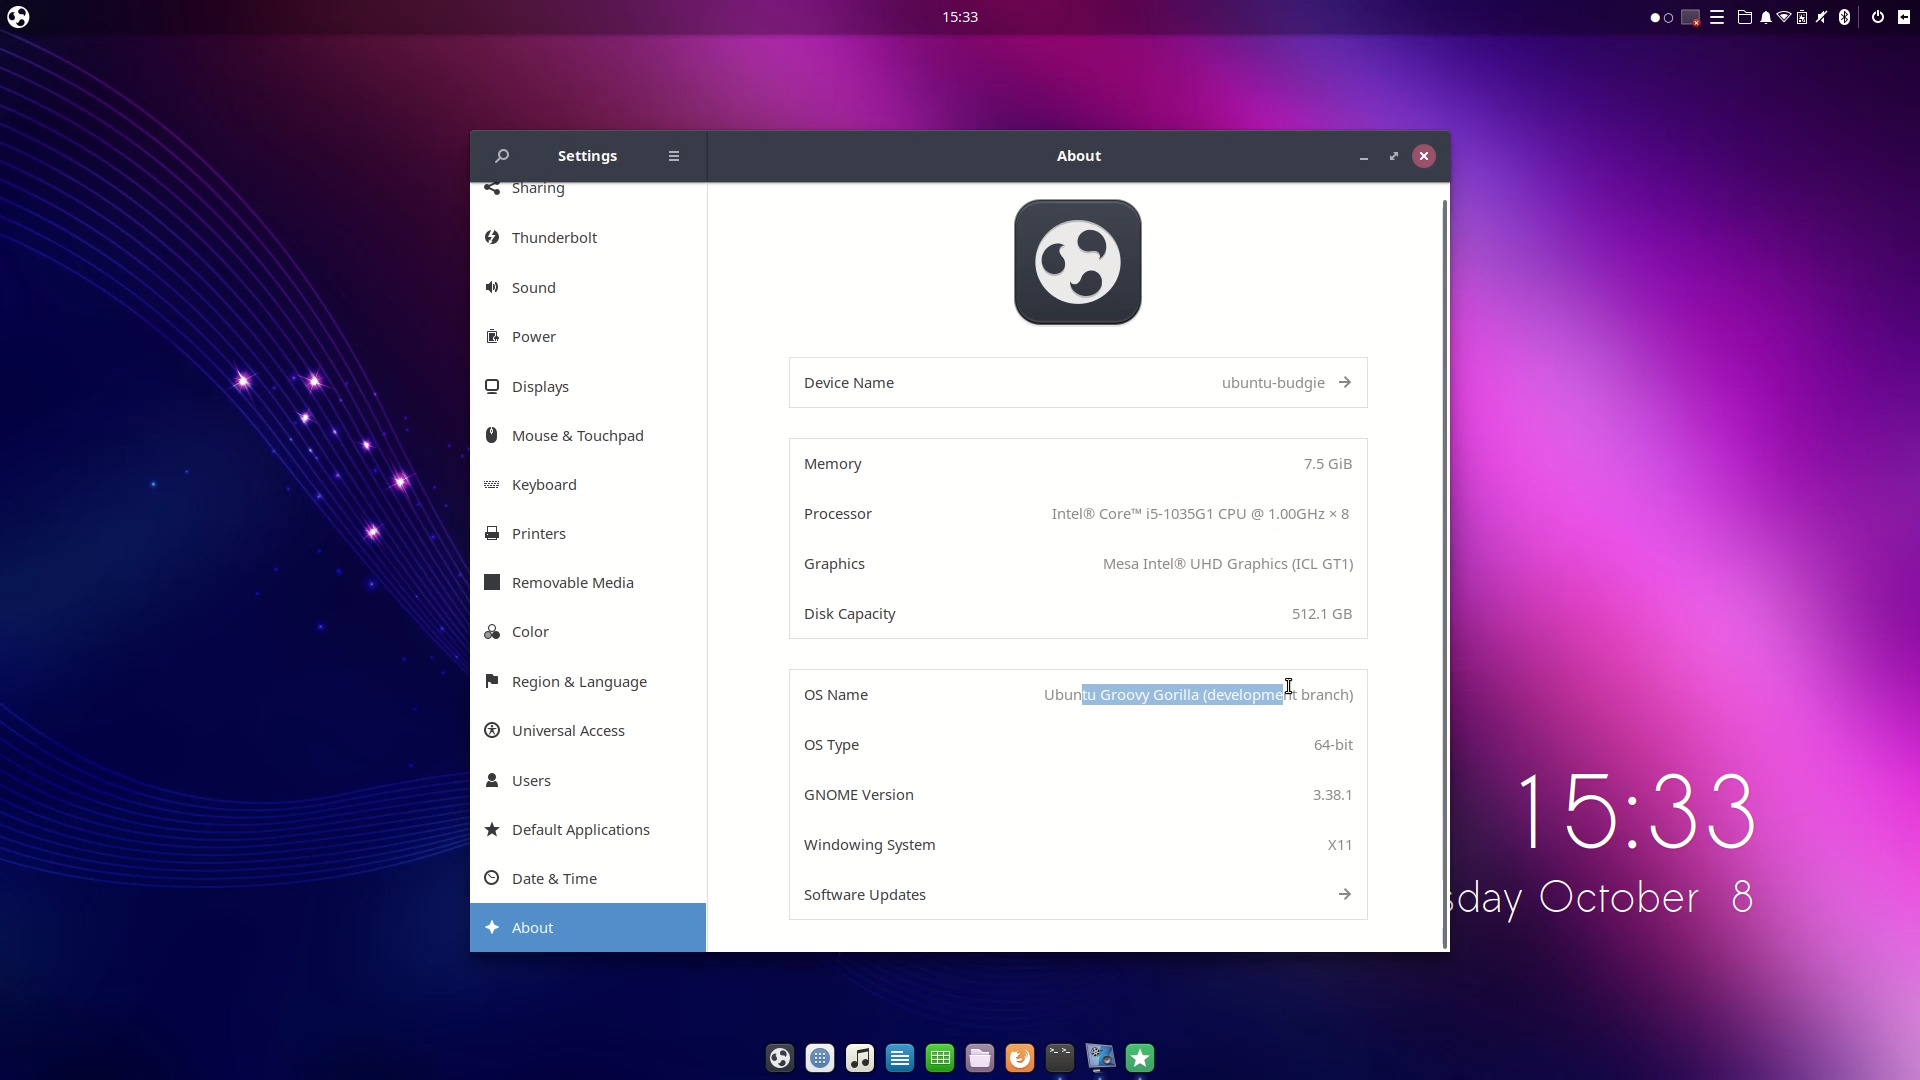 15:33
Settings
About
Sharing
Thunderbolt
Sound
Power
Displays
Mouse & Touchpad
Keyboard
Printers
Removable Media
Color
Region & Language
Universal Access
Users
Default Applications
Date & Time
About
Device Name ubuntu-budgie
Memory 7.5 GiB
Processor Intel® Core™ i5-1035G1 CPU @ 1.00GHz × 8
Graphics Mesa Intel® UHD Graphics (ICL GT1)
Disk Capacity 512.1 GB
OS Name Ubuntu Groovy Gorilla (development branch)
OS Type 64-bit
GNOME Version 3.38.1
Windowing System X11
Software Updates
15:33
sday October 8